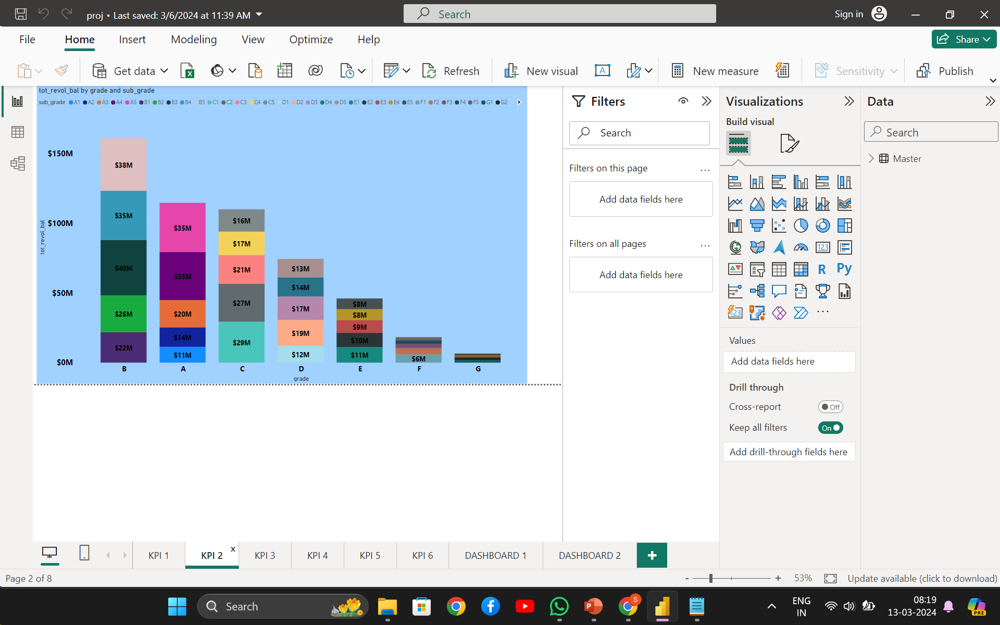 proj • Last saved: 3/6/2024 at 11:39 AM
Search
Sign in
File Home Insert Modeling View Optimize Help
Share
Get data
Refresh
New visual
New measure
Sensitivity
Publish
tot_revol_bal by grade and sub_grade
sub_grade A1 A2 A3 A4 A5 B1 B2 B3 B4 B5 C1 C2 C3 C4 C5 D1 D2 D3 D4 D5 E1 E2 E3 E4 E5 F1 F2 F3 F4 F5 G1 G2
tot_revol_bal
$150M
$100M
$50M
$0M
$38M
$35M
$40M
$26M
$22M
$35M
$35M
$20M
$14M
$11M
$16M
$17M
$21M
$27M
$29M
$13M
$14M
$17M
$19M
$12M
$8M
$8M
$9M
$10M
$11M
$6M
B A C D E F G
grade
Filters
Search
Filters on this page
...
Add data fields here
Filters on all pages
...
Add data fields here
Visualizations
Build visual
123
R Py
123
...
Values
Add data fields here
Drill through
Cross-report
Off
Keep all filters
On
Add drill-through fields here
Data
Search
Master
KPI 1
KPI 2
x
KPI 3
KPI 4
KPI 5
KPI 6
DASHBOARD 1
DASHBOARD 2
+
Page 2 of 8
- + 53%
Update available (click to download)
Search
P
S
ENG
IN
08:19
13-03-2024
PRE